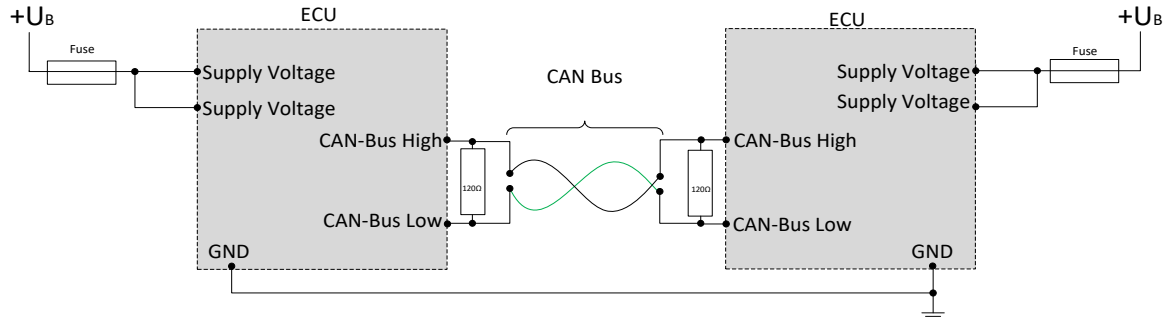 +UB
ECU
ECU
+UB
Fuse
Fuse
Supply Voltage
Supply Voltage
CAN Bus
Supply Voltage
Supply Voltage
CAN-Bus High
CAN-Bus High
120Ω
120Ω
CAN-Bus Low
CAN-Bus Low
GND
GND